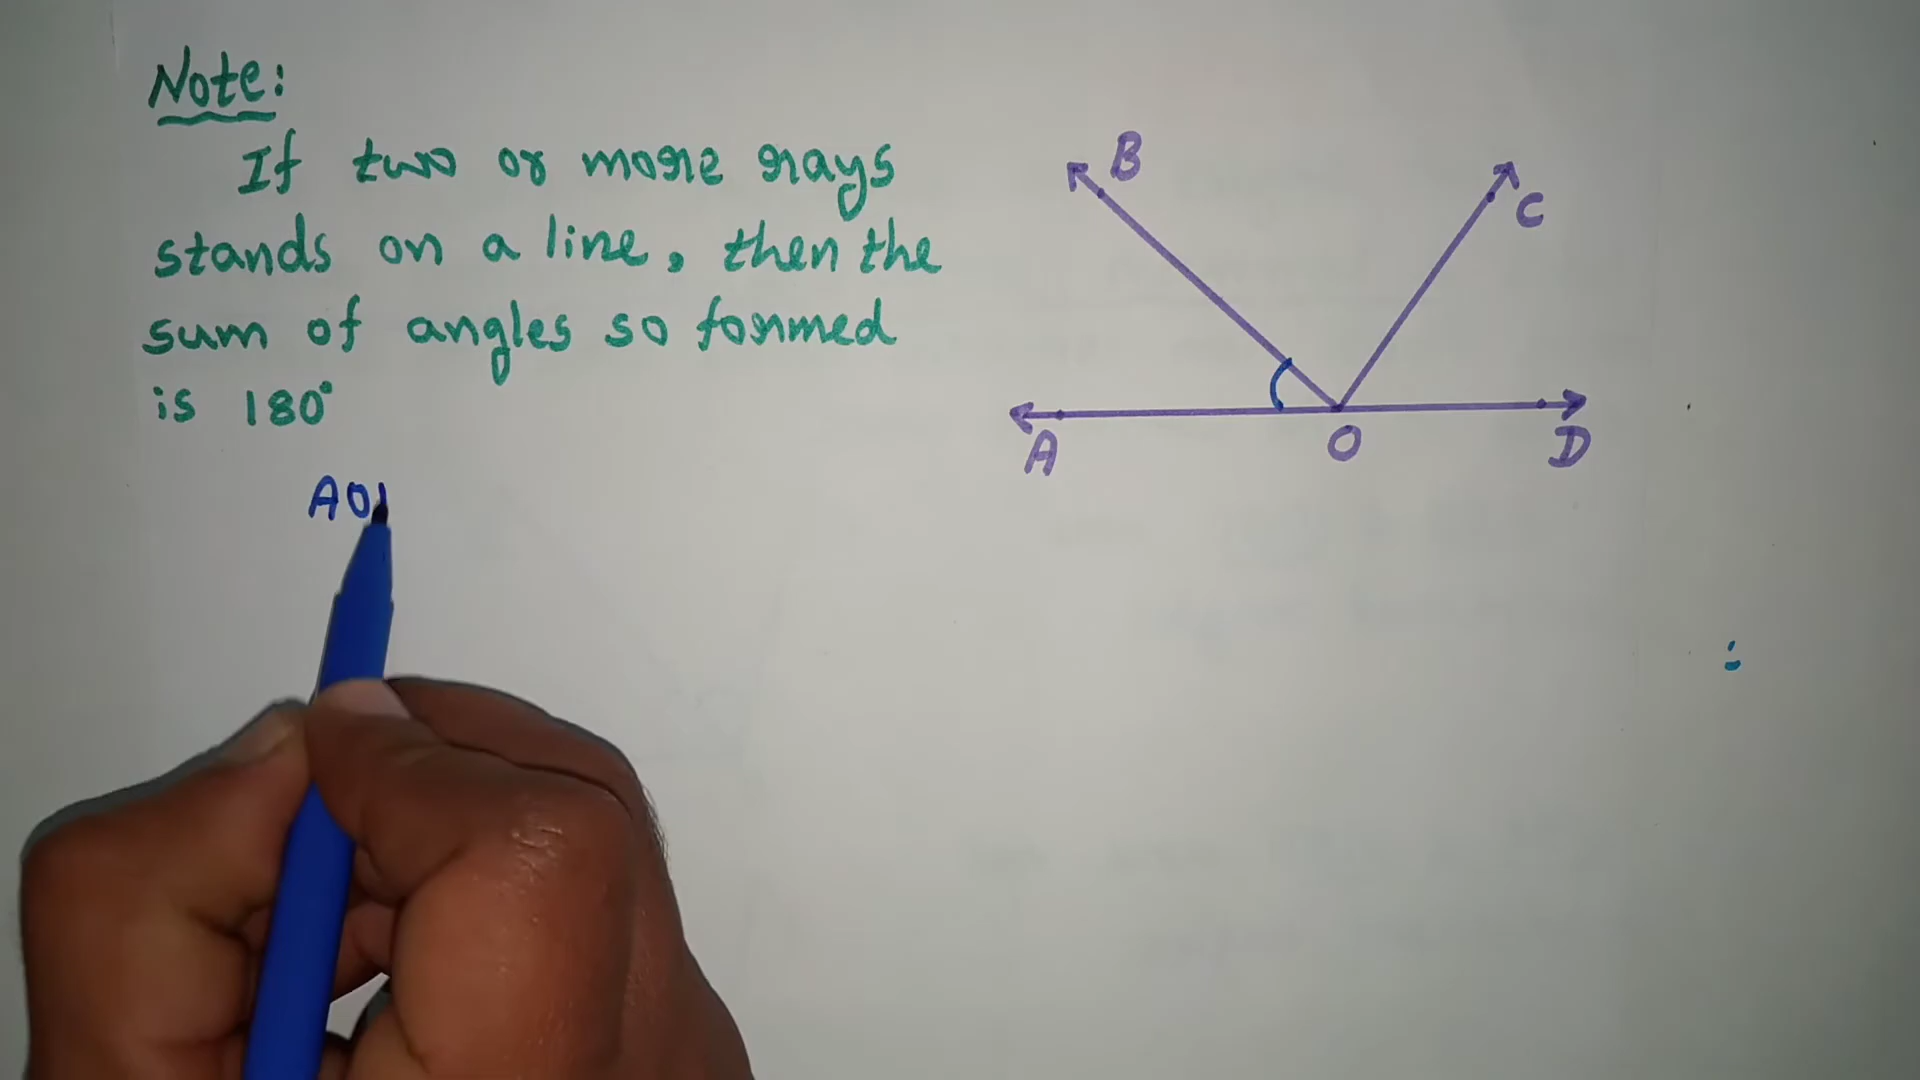 Note:
If two or more rays
stands on a line, then the
sum of angles so formed
is 180°
AO
B
C
A
O
D